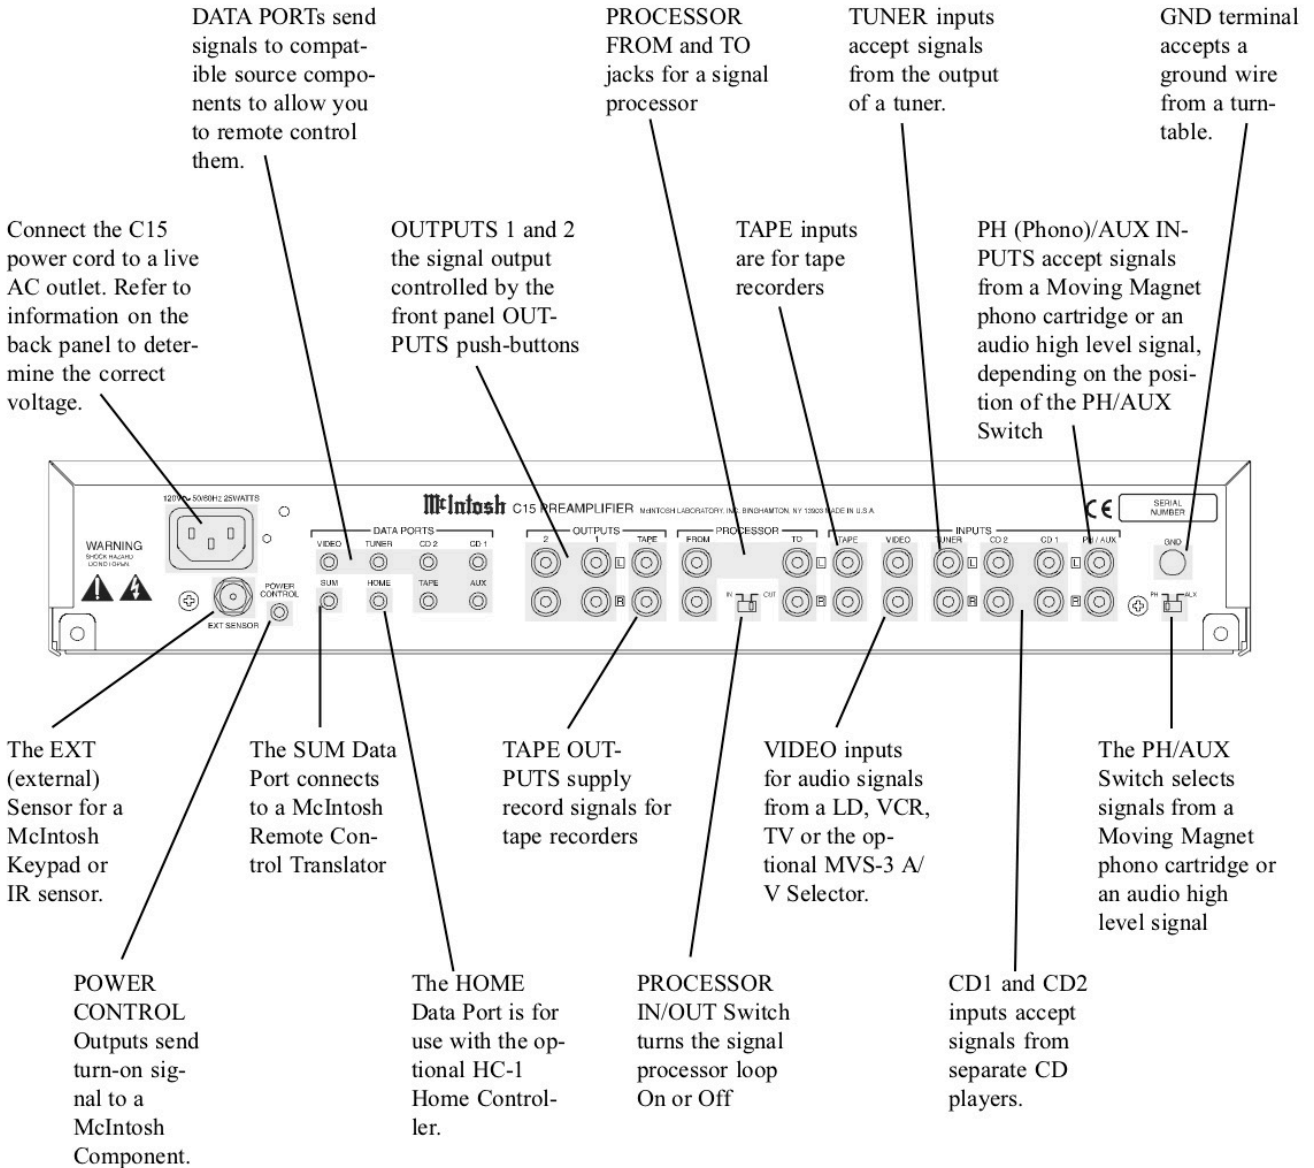 DATA PORTs send
signals to compat-
ible source compo-
nents to allow you
to remote control
them.
PROCESSOR
FROM and TO
jacks for a signal
processor
TUNER inputs
accept signals
from the output
of a tuner.
GND terminal
accepts a
ground wire
from a turn-
table.
Connect the C15
power cord to a live
AC outlet. Refer to
information on the
back panel to deter-
mine the correct
voltage.
OUTPUTS 1 and 2
the signal output
controlled by the
front panel OUT-
PUTS push-buttons
TAPE inputs
are for tape
recorders
PH (Phono)/AUX IN-
PUTS accept signals
from a Moving Magnet
phono cartridge or an
audio high level signal,
depending on the posi-
tion of the PH/AUX
Switch
120V~ 50/60Hz 25WATTS
McIntosh C15 PREAMPLIFIER McINTOSH LABORATORY, INC. BINGHAMTON, NY 13903 MADE IN U.S.A.
CE
SERIAL
NUMBER
DATA PORTS
OUTPUTS
PROCESSOR
INPUTS
VIDEO TUNER CD 2 CD 1
2 1 TAPE
FROM TO
TAPE VIDEO TUNER CD 2 CD 1 PH / AUX
GND
WARNING
SHOCK HAZARD
DO NOT OPEN
L L L L
SUM HOME TAPE AUX
POWER
CONTROL
IN OUT
PH AUX
R R R R
EXT SENSOR
The EXT
(external)
Sensor for a
McIntosh
Keypad or
IR sensor.
The SUM Data
Port connects
to a McIntosh
Remote Con-
trol Translator
TAPE OUT-
PUTS supply
record signals for
tape recorders
VIDEO inputs
for audio signals
from a LD, VCR,
TV or the op-
tional MVS-3 A/
V Selector.
The PH/AUX
Switch selects
signals from a
Moving Magnet
phono cartridge or
an audio high
level signal
POWER
CONTROL
Outputs send
turn-on sig-
nal to a
McIntosh
Component.
The HOME
Data Port is for
use with the op-
tional HC-1
Home Control-
ler.
PROCESSOR
IN/OUT Switch
turns the signal
processor loop
On or Off
CD1 and CD2
inputs accept
signals from
separate CD
players.